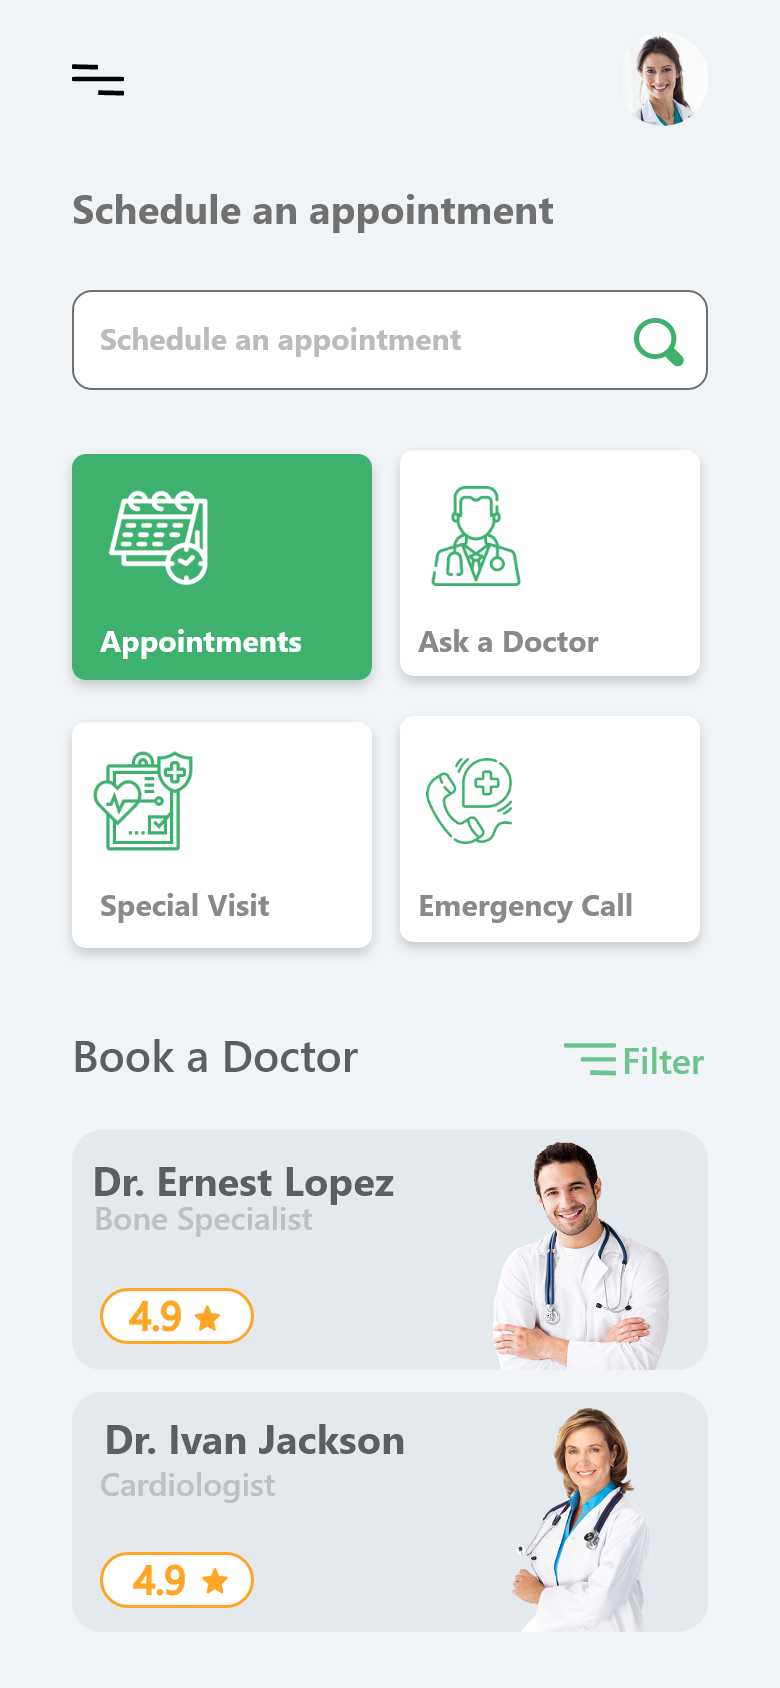 Schedule an appointment
Schedule an appointment
Appointments
Ask a Doctor
Special Visit
Emergency Call
Book a Doctor
Filter
Dr. Ernest Lopez
Bone Specialist
4.9
Dr. Ivan Jackson
Cardiologist
4.9